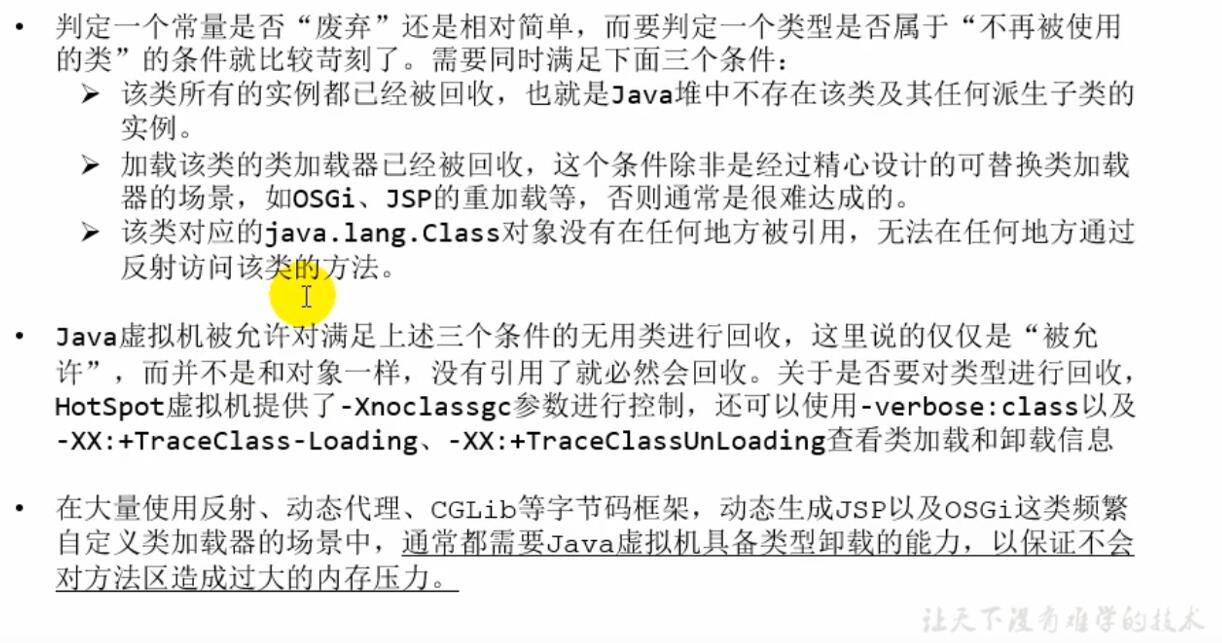 • 判定一个常量是否“废弃”还是相对简单，而要判定一个类型是否属于“不再被使用
的类”的条件就比较苛刻了。需要同时满足下面三个条件：
➢ 该类所有的实例都已经被回收，也就是Java堆中不存在该类及其任何派生子类的
实例。
➢ 加载该类的类加载器已经被回收，这个条件除非是经过精心设计的可替换类加载
器的场景，如OSGi、JSP的重加载等，否则通常是很难达成的。
➢ 该类对应的java.lang.Class对象没有在任何地方被引用，无法在任何地方通过
反射访问该类的方法。
• Java虚拟机被允许对满足上述三个条件的无用类进行回收，这里说的仅仅是“被允
许”，而并不是和对象一样，没有引用了就必然会回收。关于是否要对类型进行回收，
HotSpot虚拟机提供了-Xnoclassgc参数进行控制，还可以使用-verbose:class以及
-XX:+TraceClass-Loading、-XX:+TraceClassUnLoading查看类加载和卸载信息
• 在大量使用反射、动态代理、CGLib等字节码框架，动态生成JSP以及OSGi这类频繁
自定义类加载器的场景中，通常都需要Java虚拟机具备类型卸载的能力，以保证不会
对方法区造成过大的内存压力。
让天下没有难学的技术